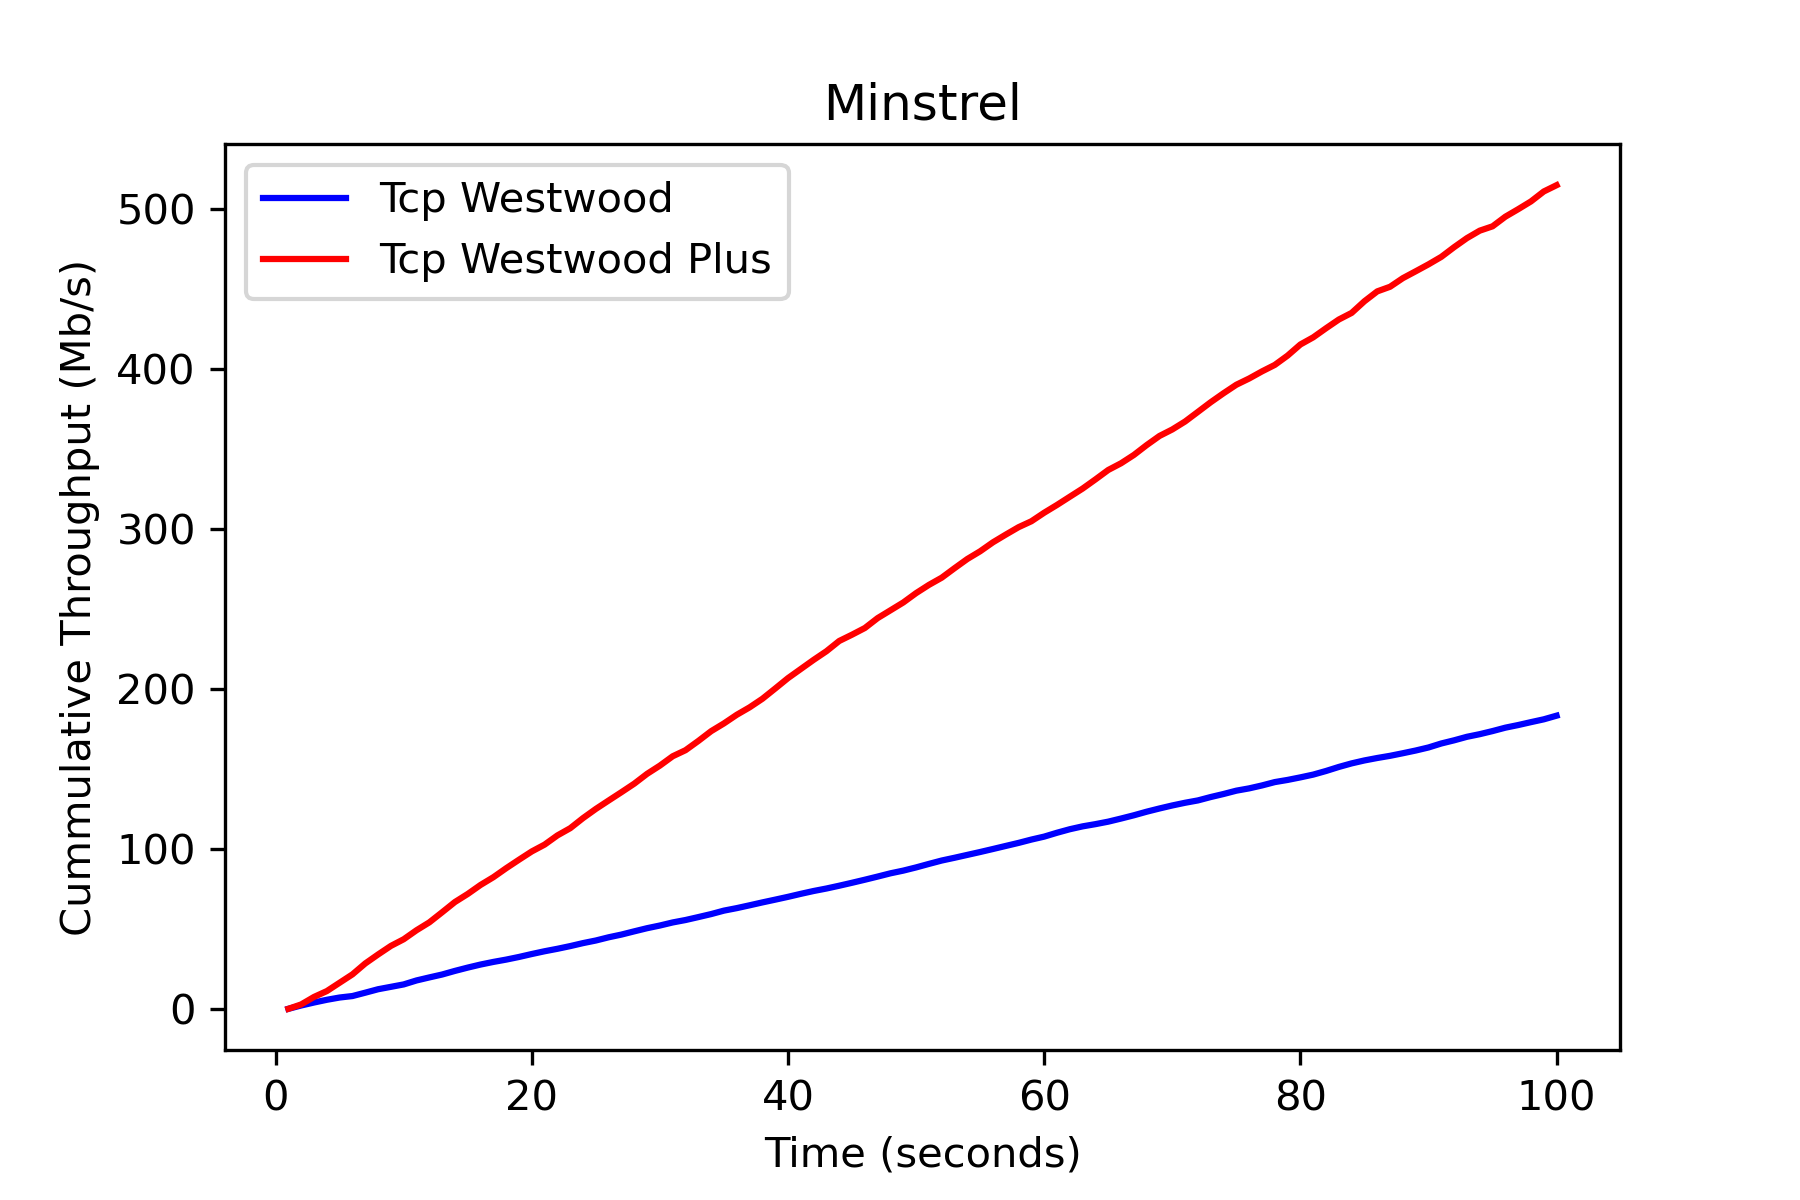 Minstrel
Tcp Westwood
Tcp Westwood Plus
Cummulative Throughput (Mb/s)
500
400
300
200
100
0
0 20 40 60 80 100
Time (seconds)